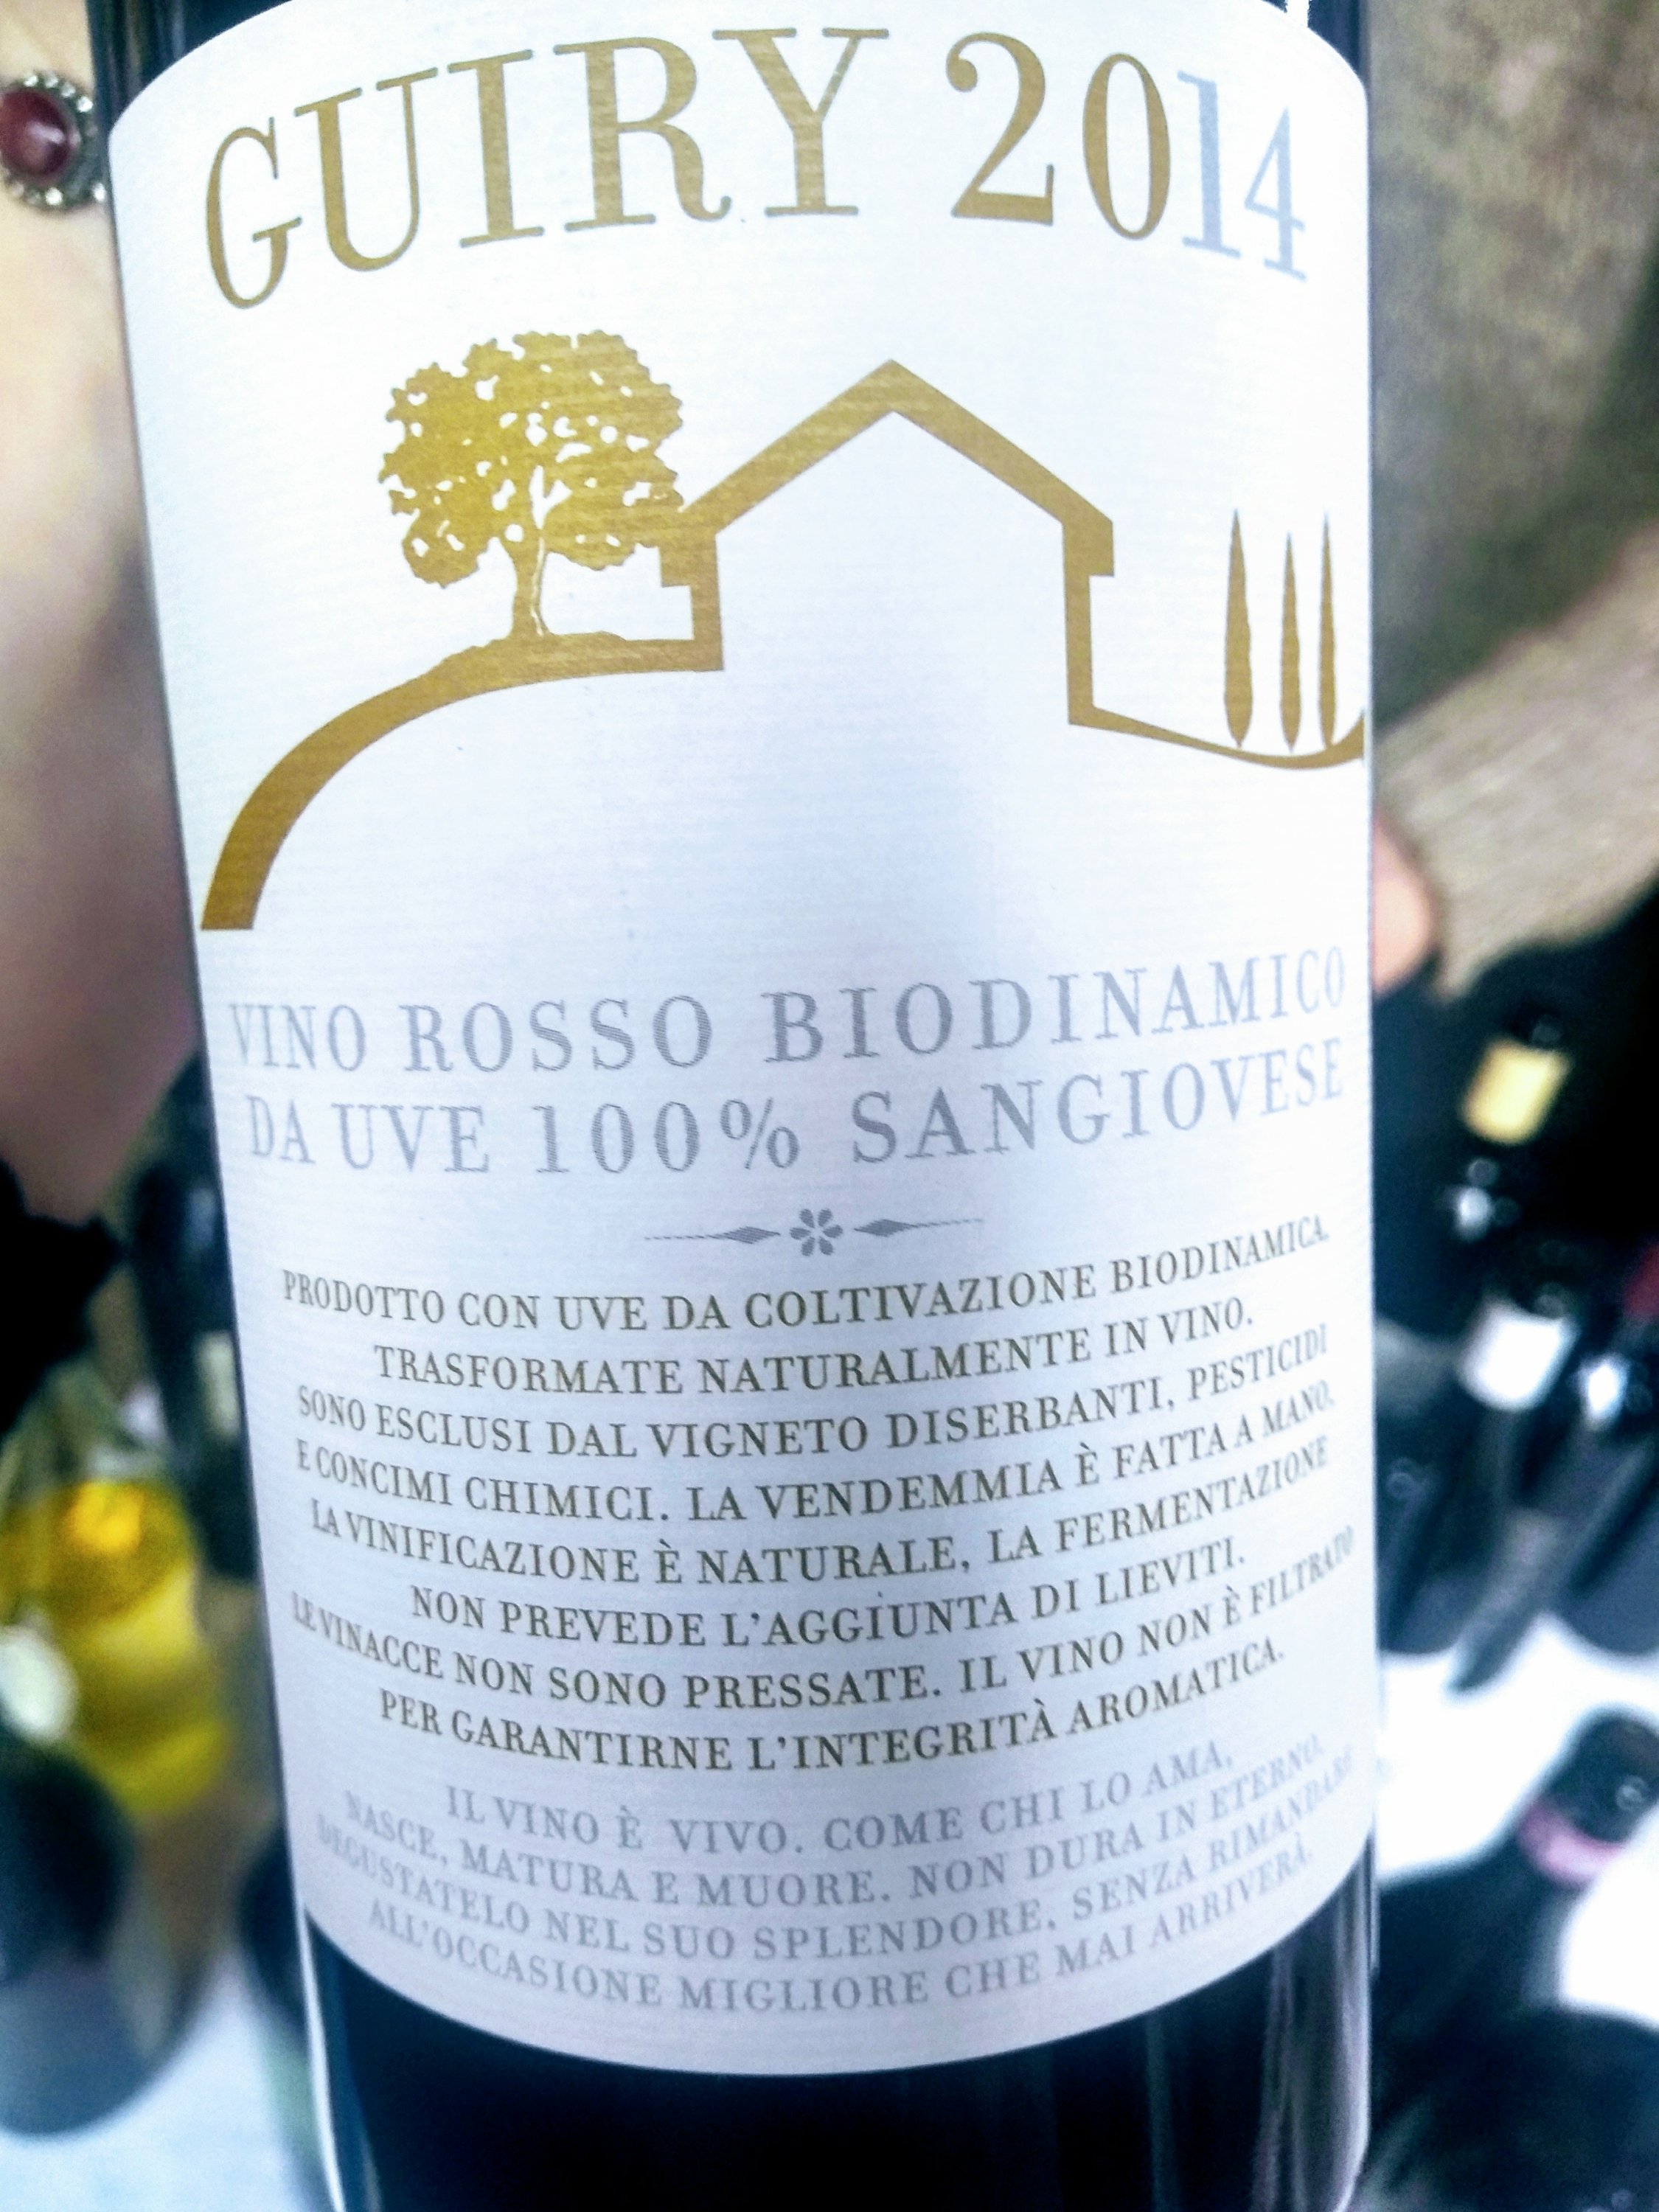 GUIRY 2014
VINO ROSSO BIODINAMICO
DA UVE 100% SANGIOVESE
PRODOTTO CON UVE DA COLTIVAZIONE BIODINAMICA.
TRASFORMATE NATURALMENTE IN VINO.
SONO ESCLUSI DAL VIGNETO DISERBANTI, PESTICIDI
E CONCIMI CHIMICI. LA VENDEMMIA È FATTA A MANO.
LA VINIFICAZIONE È NATURALE, LA FERMENTAZIONE
NON PREVEDE L'AGGIUNTA DI LIEVITI.
LE VINACCE NON SONO PRESSATE. IL VINO NON È FILTRATO
PER GARANTIRNE L'INTEGRITÀ AROMATICA.
IL VINO È VIVO. COME CHI LO AMA,
NASCE, MATURA E MUORE. NON DURA IN ETERNO.
DEGUSTATELO NEL SUO SPLENDORE, SENZA RIMANDARE
ALL'OCCASIONE MIGLIORE CHE MAI ARRIVERÀ.